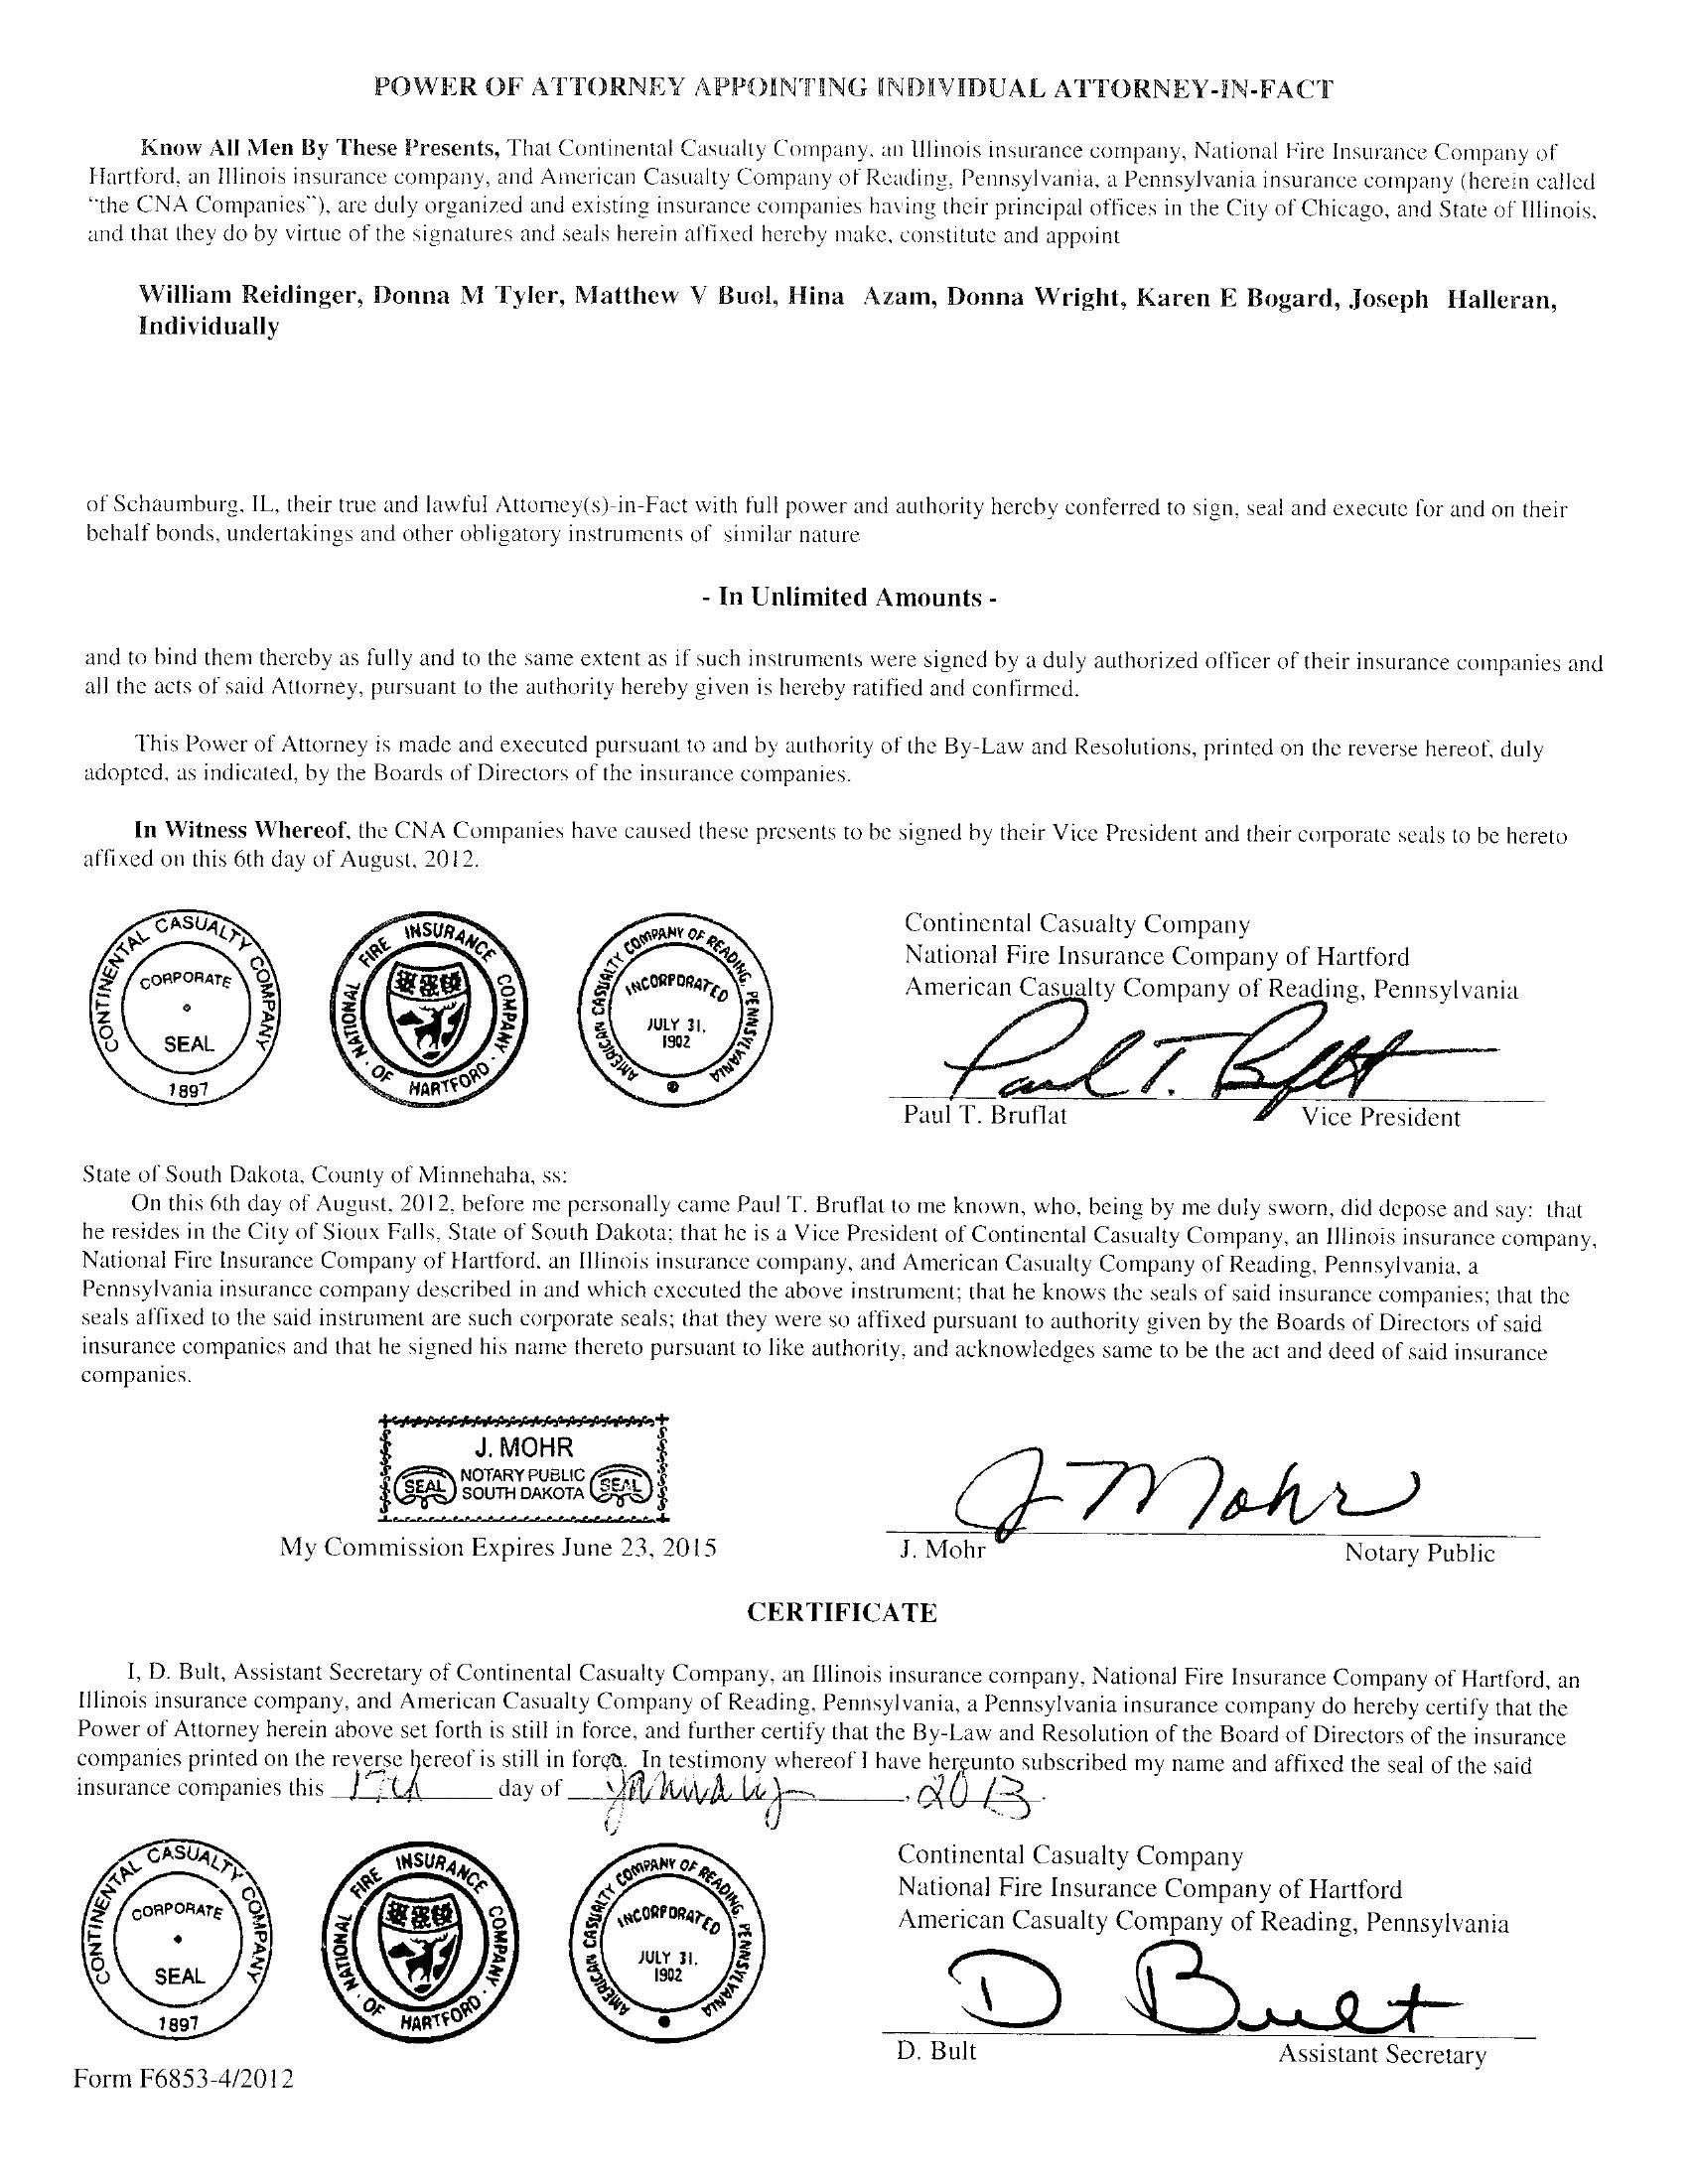 POWER OF ATTORNEY APPOINTING INDIVIDUAL ATTORNEY-IN-FACT
Know All Men By These Presents, That Continental Casualty Company, an Illinois insurance company, National Fire Insurance Company of
Hartford, an Illinois insurance company, and American Casualty Company of Reading, Pennsylvania, a Pennsylvania insurance company (herein called
"the CNA Companies"), are duly organized and existing insurance companies having their principal offices in the City of Chicago, and State of Illinois,
and that they do by virtue of the signatures and seals herein affixed hereby make, constitute and appoint
William Reidinger, Donna M Tyler, Matthew V Buol, Hina Azam, Donna Wright, Karen E Bogard, Joseph Halleran,
Individually
of Schaumburg, IL, their true and lawful Attorney(s)-in-Fact with full power and authority hereby conferred to sign, seal and execute for and on their
behalf bonds, undertakings and other obligatory instruments of similar nature
- In Unlimited Amounts -
and to bind them thereby as fully and to the same extent as if such instruments were signed by a duly authorized officer of their insurance companies and
all the acts of said Attorney, pursuant to the authority hereby given is hereby ratified and confirmed.
This Power of Attorney is made and executed pursuant to and by authority of the By-Law and Resolutions, printed on the reverse hereof, duly
adopted, as indicated, by the Boards of Directors of the insurance companies.
In Witness Whereof, the CNA Companies have caused these presents to be signed by their Vice President and their corporate seals to be hereto
affixed on this 6th day of August, 2012.
CONTINENTAL CASUALTY COMPANY
CORPORATE
SEAL
1897
NATIONAL FIRE INSURANCE COMPANY · OF HARTFORD ·
AMERICAN CASUALTY COMPANY OF READING, PENNSYLVANIA
INCORPORATED
JULY 31,
1902
Continental Casualty Company
National Fire Insurance Company of Hartford
American Casualty Company of Reading, Pennsylvania
Paul T. Bruflat
Paul T. Bruflat Vice President
State of South Dakota, County of Minnehaha, ss:
On this 6th day of August, 2012, before me personally came Paul T. Bruflat to me known, who, being by me duly sworn, did depose and say: that
he resides in the City of Sioux Falls, State of South Dakota; that he is a Vice President of Continental Casualty Company, an Illinois insurance company,
National Fire Insurance Company of Hartford, an Illinois insurance company, and American Casualty Company of Reading, Pennsylvania, a
Pennsylvania insurance company described in and which executed the above instrument; that he knows the seals of said insurance companies; that the
seals affixed to the said instrument are such corporate seals; that they were so affixed pursuant to authority given by the Boards of Directors of said
insurance companies and that he signed his name thereto pursuant to like authority, and acknowledges same to be the act and deed of said insurance
companies.
J. MOHR
SEAL NOTARY PUBLIC SEAL
SOUTH DAKOTA
J Mohr
My Commission Expires June 23, 2015
J. Mohr Notary Public
CERTIFICATE
I, D. Bult, Assistant Secretary of Continental Casualty Company, an Illinois insurance company, National Fire Insurance Company of Hartford, an
Illinois insurance company, and American Casualty Company of Reading, Pennsylvania, a Pennsylvania insurance company do hereby certify that the
Power of Attorney herein above set forth is still in force, and further certify that the By-Law and Resolution of the Board of Directors of the insurance
companies printed on the reverse hereof is still in force. In testimony whereof I have hereunto subscribed my name and affixed the seal of the said
insurance companies this 17th day of January, 2013.
CONTINENTAL CASUALTY COMPANY
CORPORATE
SEAL
1897
NATIONAL FIRE INSURANCE COMPANY · OF HARTFORD ·
AMERICAN CASUALTY COMPANY OF READING, PENNSYLVANIA
INCORPORATED
JULY 31,
1902
Continental Casualty Company
National Fire Insurance Company of Hartford
American Casualty Company of Reading, Pennsylvania
D Bult
D. Bult Assistant Secretary
Form F6853-4/2012